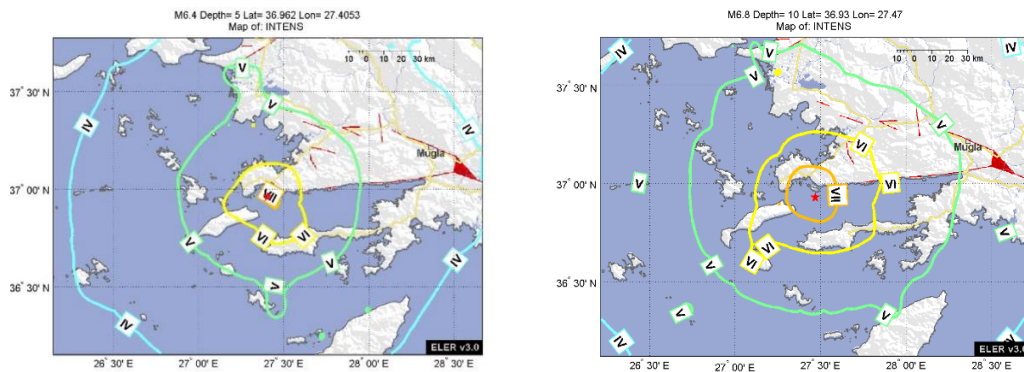 M6.4 Depth= 5 Lat= 36.962 Lon= 27.4053
Map of: INTENS
10 0 10 20 30 km
V
V
37° 30' N
IV
IV
Mugla
37° 00' N
VII
V
VI
VI
V
IV
V
36° 30' N
IV
ELER v3.0
26° 30' E
27° 00' E
27° 30' E
28° 00' E
28° 30' E
M6.8 Depth= 10 Lat= 36.93 Lon= 27.47
Map of: INTENS
IV
V
IV
10 0 10 20 30 km
V
37° 30' N
V
VI
Mugla
37° 00' N
V
VI
VII
V
VI
VI
V
36° 30' N
V
V
IV
IV
ELER v3.0
26° 30' E
27° 00' E
27° 30' E
28° 00' E
28° 30' E